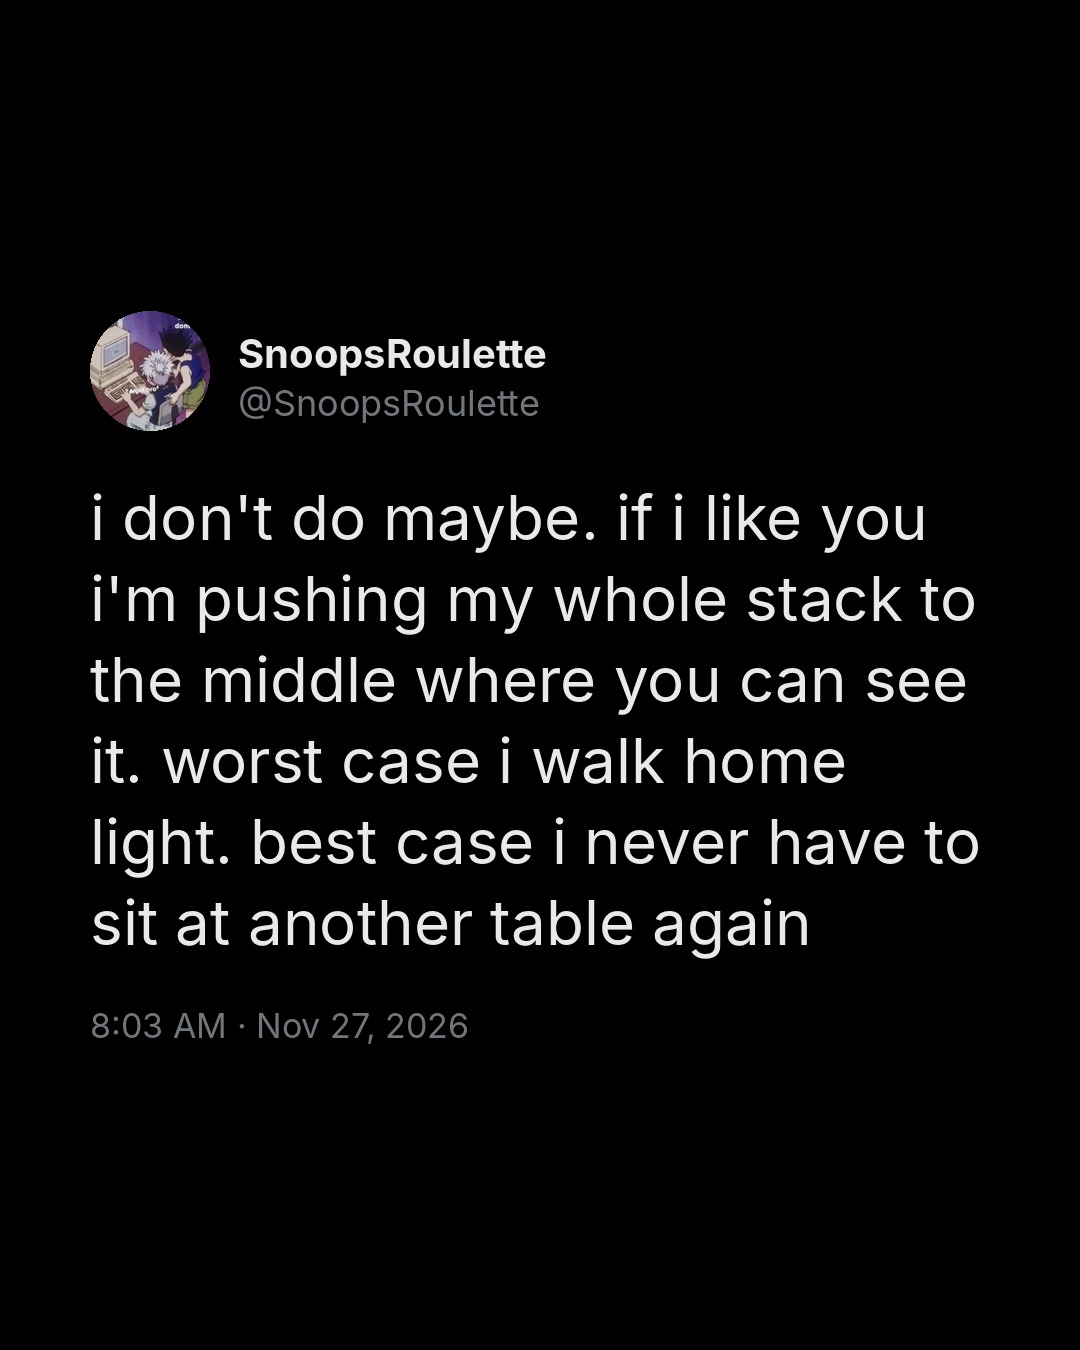 SnoopsRoulette
@SnoopsRoulette
i don't do maybe. if i like you
i'm pushing my whole stack to
the middle where you can see
it. worst case i walk home
light. best case i never have to
sit at another table again
8:03 AM · Nov 27, 2026